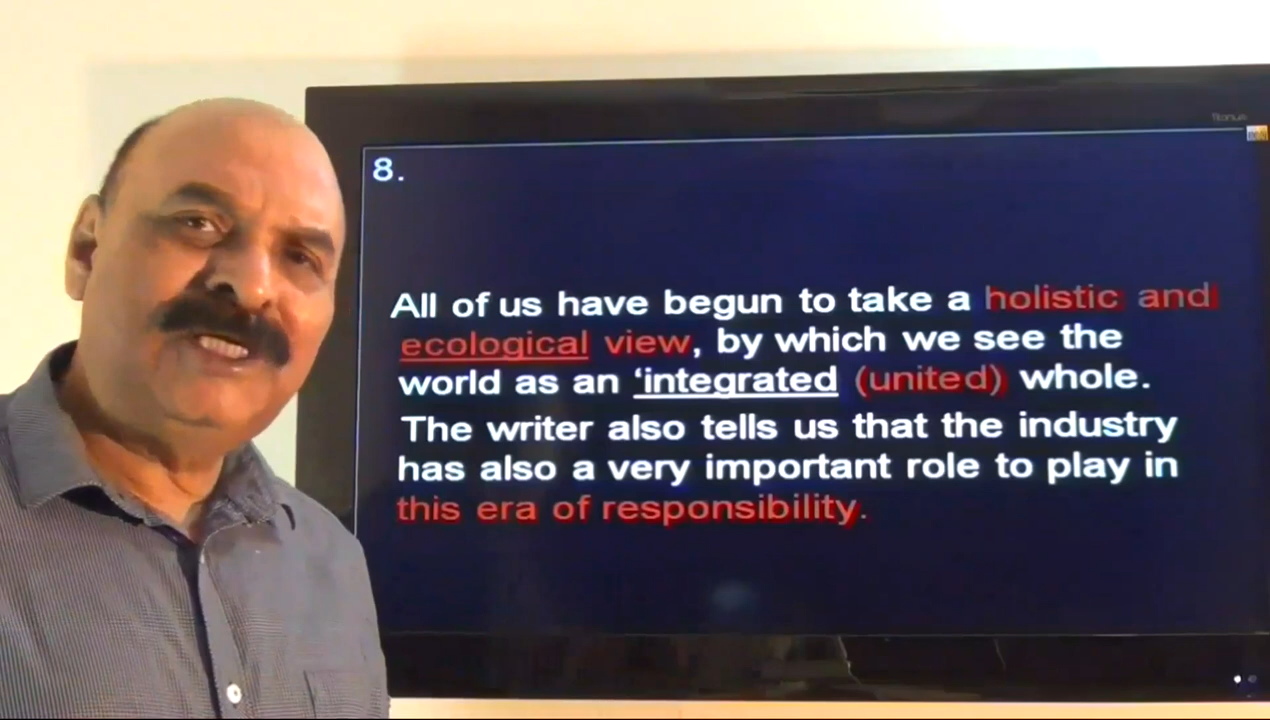 8.
All of us have begun to take a holistic and
ecological view, by which we see the
world as an ‘integrated (united) whole.
The writer also tells us that the industry
has also a very important role to play in
this era of responsibility.